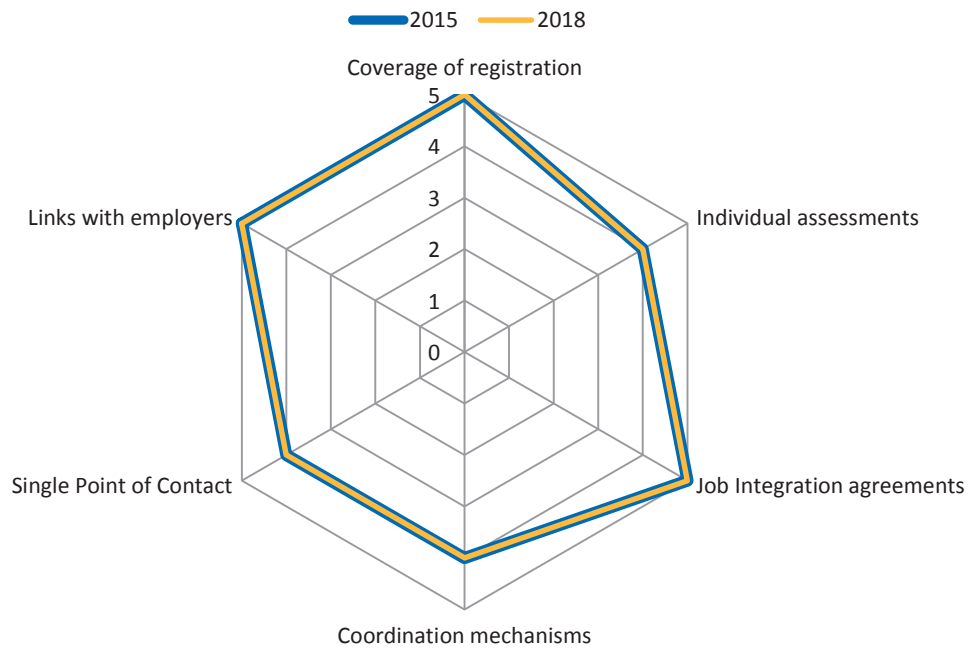 2015 2018
Coverage of registration
5
4
3
2
1
0
Links with employers
Individual assessments
Single Point of Contact
Job Integration agreements
Coordination mechanisms